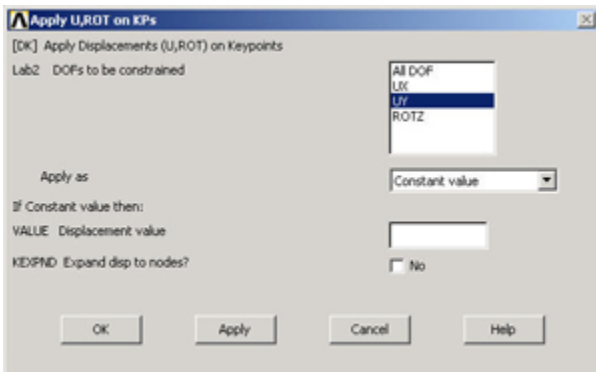 Apply U,ROT on KPs
[DK] Apply Displacements (U,ROT) on Keypoints
Lab2 DOFs to be constrained
All DOF
UX
UY
ROTZ
Apply as
Constant value
If Constant value then:
VALUE Displacement value
KEXPND Expand disp to nodes?
No
OK
Apply
Cancel
Help